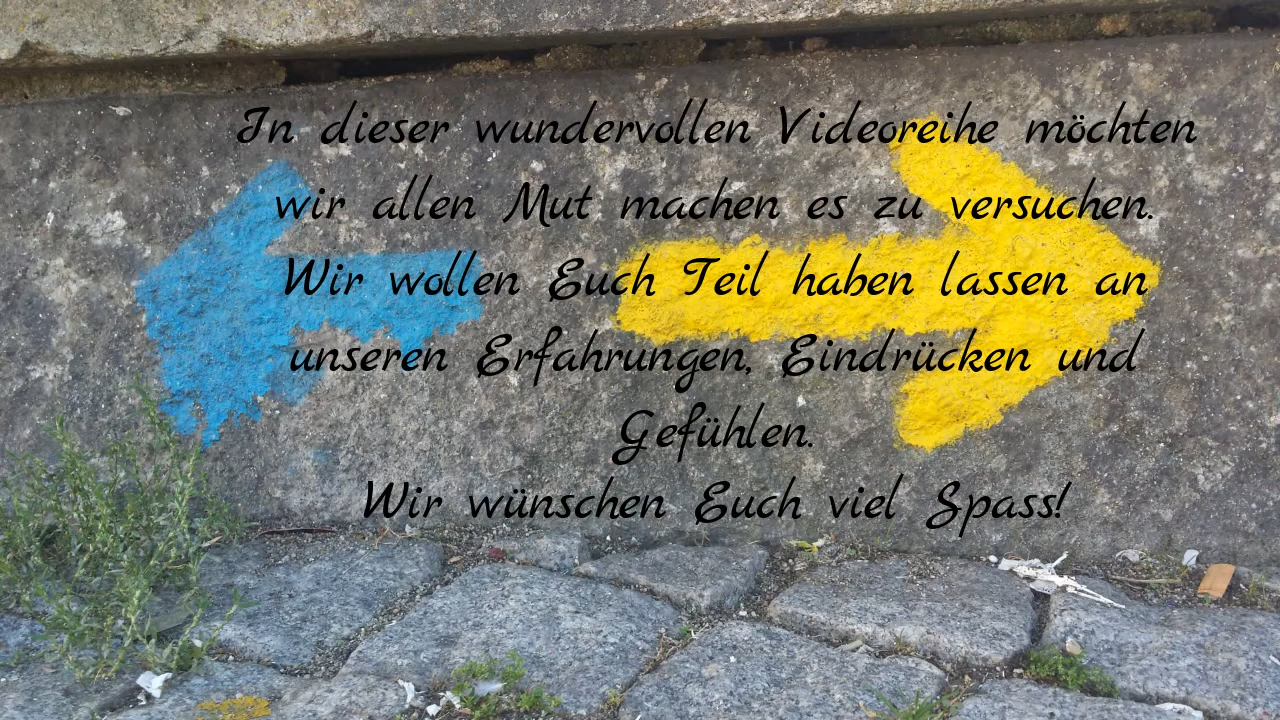 In dieser wundervollen Videoreihe möchten
wir allen Mut machen es zu versuchen.
Wir wollen Euch Teil haben lassen an
unseren Erfahrungen, Eindrücken und
Gefühlen.
Wir wünschen Euch viel Spass!